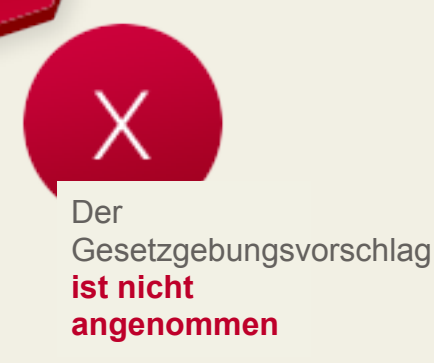 X
Der
Gesetzgebungsvorschlag
ist nicht
angenommen